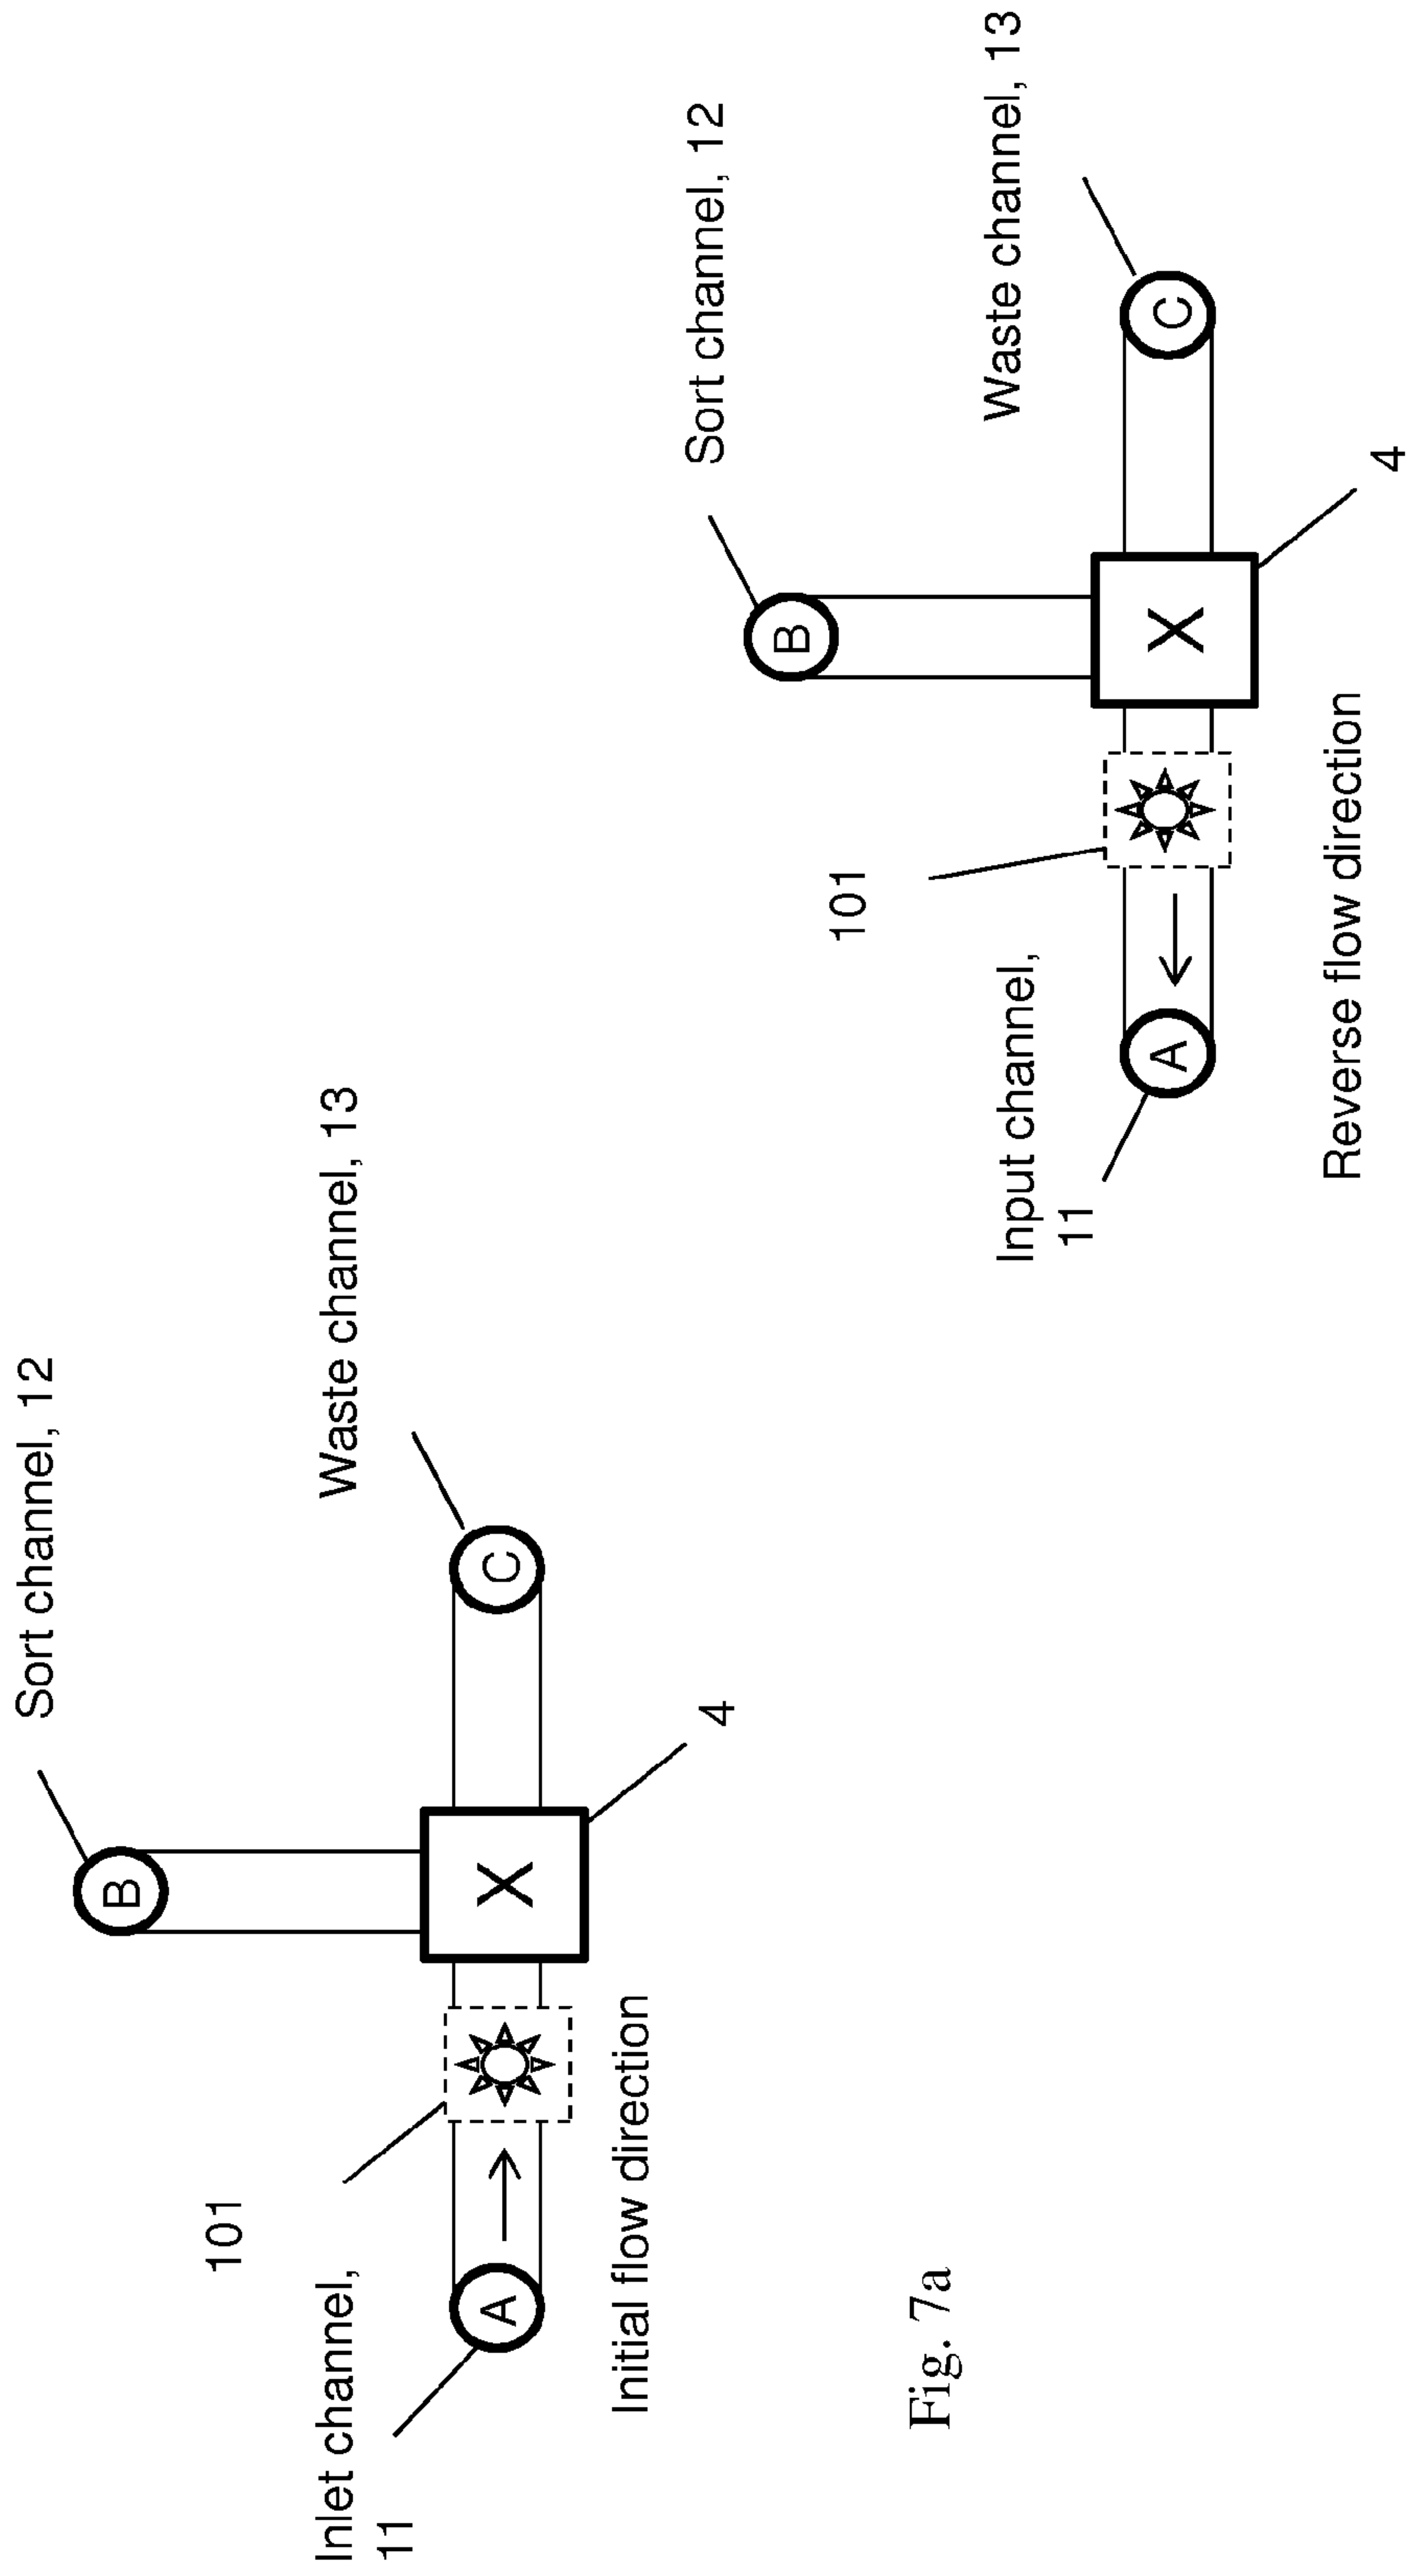 Sort channel, 12
B
Waste channel, 13
101
Inlet channel,
11
A
X
C
4
Initial flow direction
Sort channel, 12
B
Waste channel, 13
101
Input channel,
11
A
X
C
4
Reverse flow direction
Fig. 7a